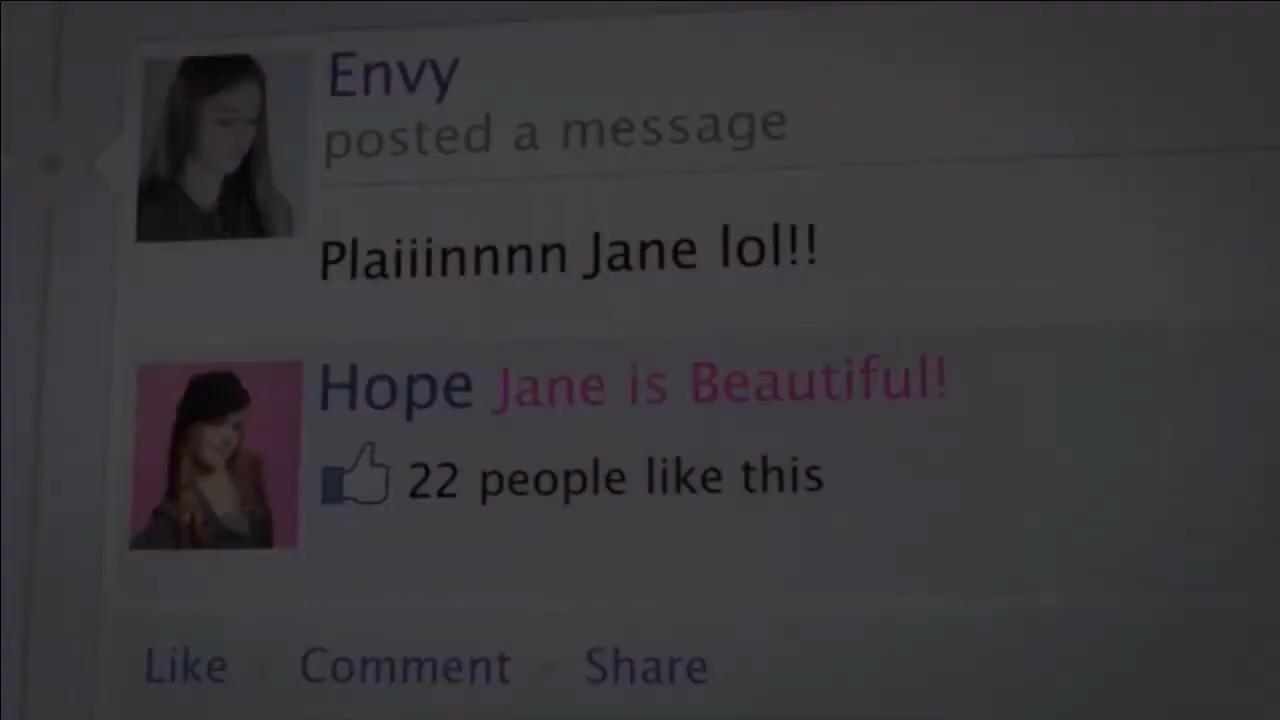 Envy
posted a message
Plaiiinnnn Jane lol!!
Hope Jane is Beautiful!
22 people like this
Like · Comment · Share